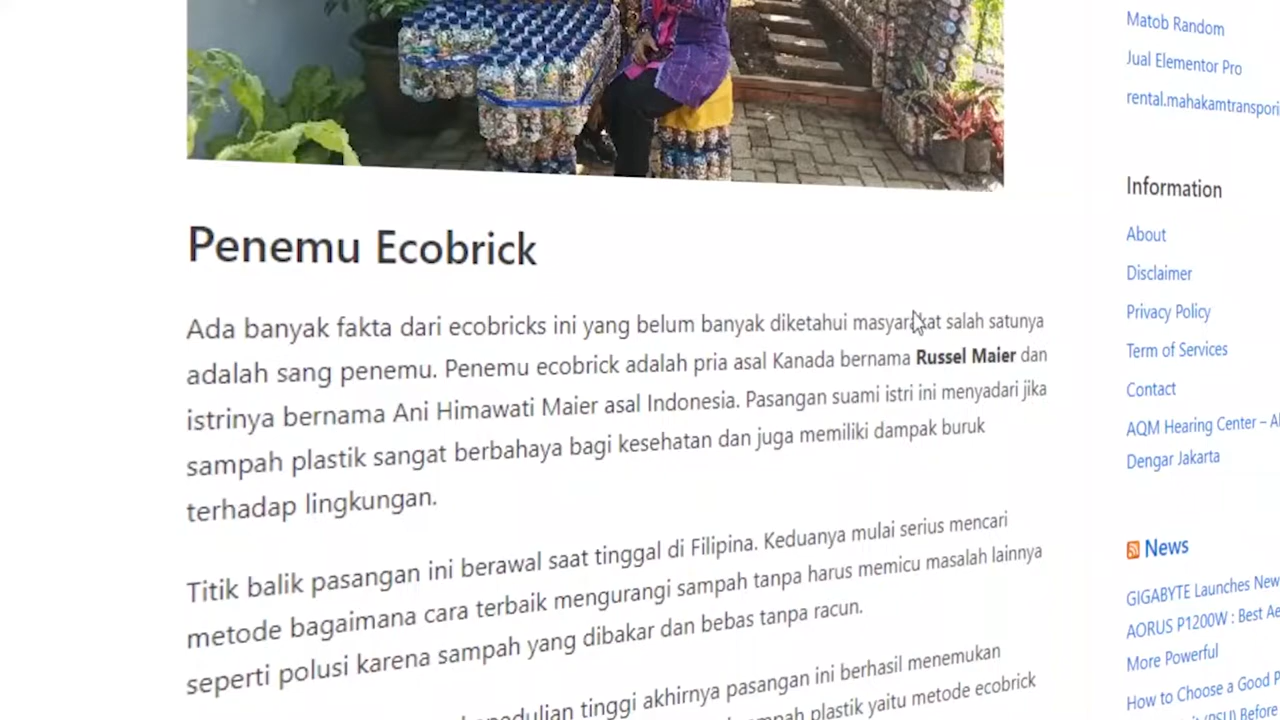 Matob Random
Jual Elementor Pro
rental.mahakamtranspori
Information
About
Disclaimer
Privacy Policy
Term of Services
Contact
AQM Hearing Center –
Dengar Jakarta
News
GIGABYTE Launches New
AORUS P1200W : Best
More Powerful
How to Choose a Good
Before
Penemu Ecobrick
Ada banyak fakta dari ecobricks ini yang belum banyak diketahui masyarakat salah satunya
adalah sang penemu. Penemu ecobrick adalah pria asal Kanada bernama Russel Maier dan
istrinya bernama Ani Himawati Maier asal Indonesia. Pasangan suami istri ini menyadari jika
sampah plastik sangat berbahaya bagi kesehatan dan juga memiliki dampak buruk
terhadap lingkungan.
Titik balik pasangan ini berawal saat tinggal di Filipina. Keduanya mulai serius mencari
metode bagaimana cara terbaik mengurangi sampah tanpa harus memicu masalah lainnya
seperti polusi karena sampah yang dibakar dan bebas tanpa racun.
kepedulian tinggi akhirnya pasangan ini berhasil menemukan
sampah plastik yaitu metode ecobrick